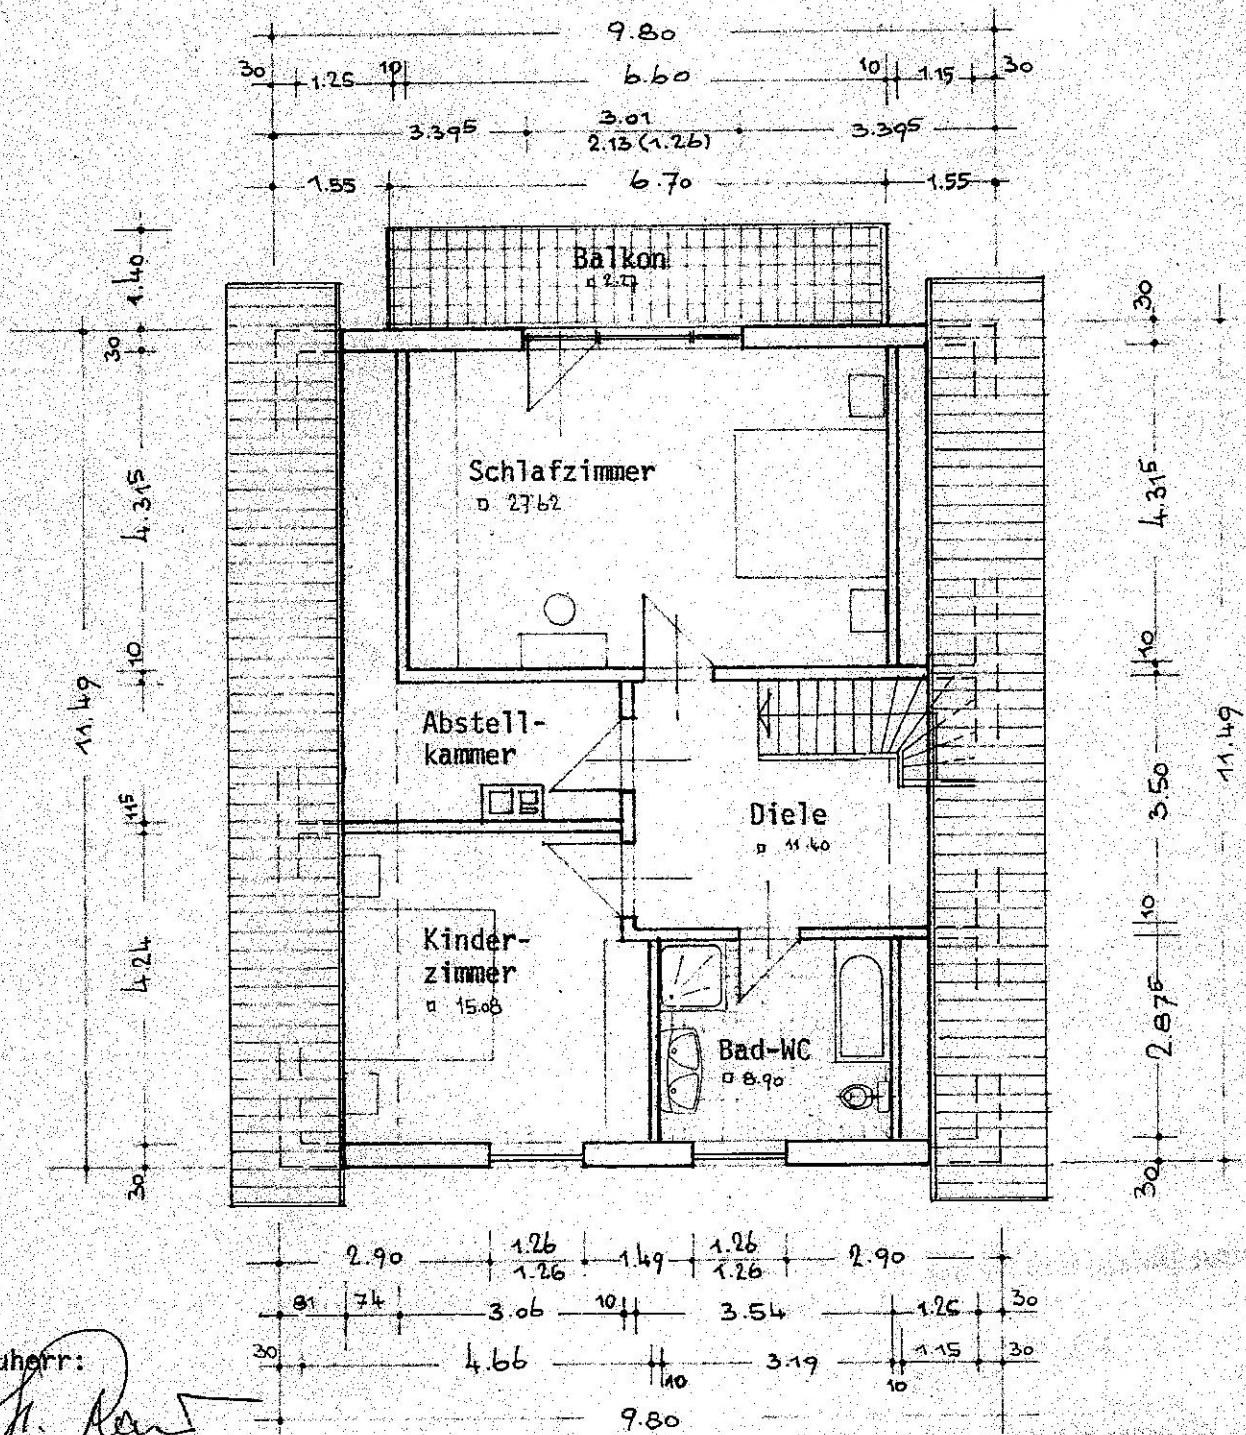 9.80
30 1.25 10 6.60 10 1.15 30
3.39⁵ 3.01 3.39⁵
2.13 (1.26)
1.55 6.70 1.55
Balkon
1.40
30
30
Schlafzimmer
□ 27.62
4.31⁵
4.31⁵
10
10
11.49
11.49
Abstell-
kammer
11⁵
3.50
Diele
□ 11.40
10
Kinder-
zimmer
□ 15.08
4.24
2.87⁵
Bad-WC
□ 8.90
30
30
2.90 1.26 1.49 1.26 2.90
1.26 1.26
81 74 3.06 10 3.54 1.25 30
30 4.66 10 3.19 10 1.15 30
9.80
uherr: